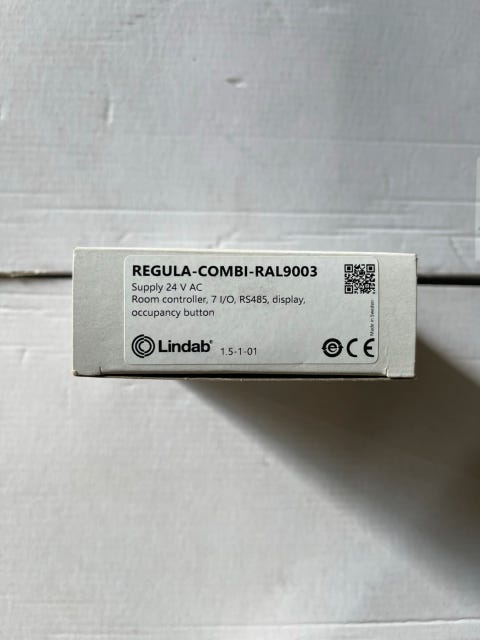 REGULA-COMBI-RAL9003
Supply 24 V AC
Room controller, 7 I/O, RS485, display,
occupancy button
Made in Sweden
Lindab® 1.5-1-01
e CE